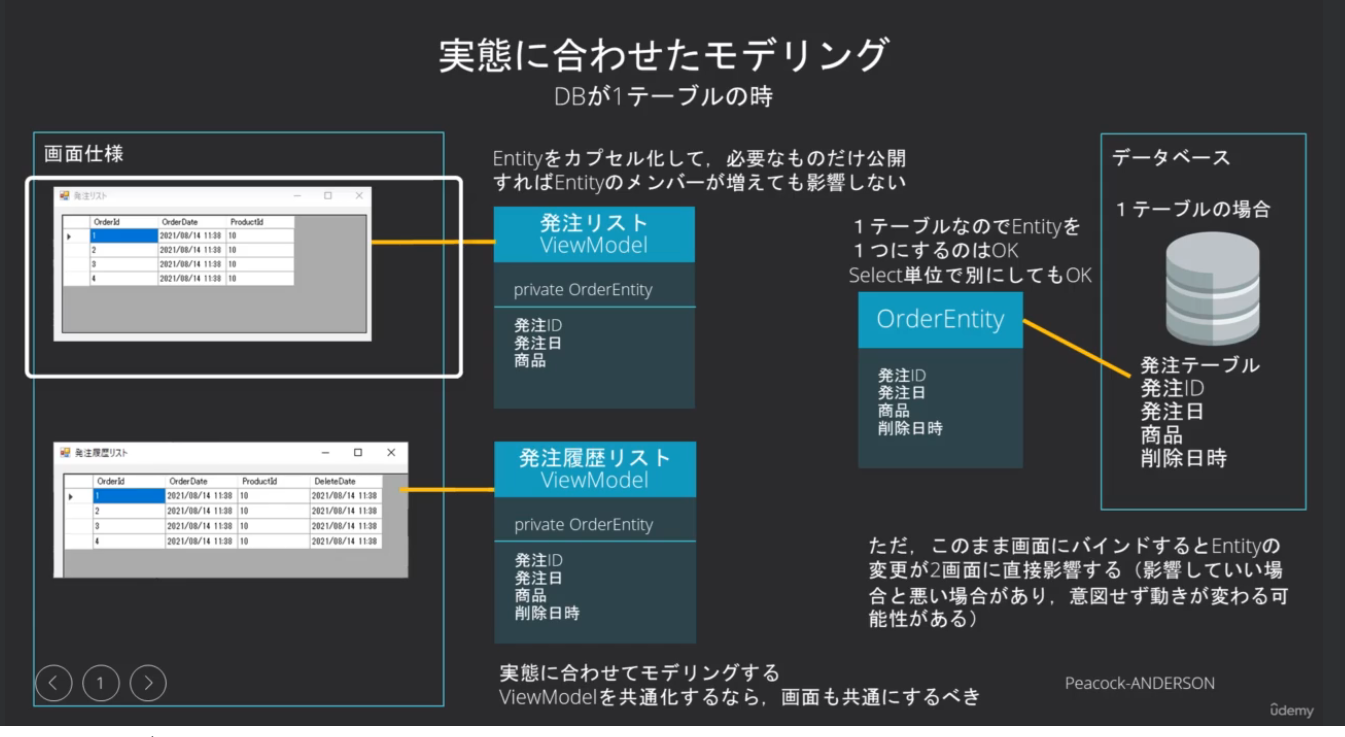 実態に合わせたモデリング
DBが1テーブルの時
画面仕様
発注リスト
OrderId OrderDate ProductId
1 2021/08/14 11:38 10
2 2021/08/14 11:38 10
3 2021/08/14 11:38 10
4 2021/08/14 11:38 10
発注履歴リスト
OrderId OrderDate ProductId DeleteDate
1 2021/08/14 11:38 10 2021/08/14 11:38
2 2021/08/14 11:38 10 2021/08/14 11:38
3 2021/08/14 11:38 10 2021/08/14 11:38
4 2021/08/14 11:38 10 2021/08/14 11:38
1
Entityをカプセル化して，必要なものだけ公開
すればEntityのメンバーが増えても影響しない
発注リスト
ViewModel
private OrderEntity
発注ID
発注日
商品
発注履歴リスト
ViewModel
private OrderEntity
発注ID
発注日
商品
削除日時
実態に合わせてモデリングする
ViewModelを共通化するなら，画面も共通にするべき
１テーブルなのでEntityを
１つにするのはOK
Select単位で別にしてもOK
OrderEntity
発注ID
発注日
商品
削除日時
データベース
１テーブルの場合
発注テーブル
発注ID
発注日
商品
削除日時
ただ，このまま画面にバインドするとEntityの
変更が2画面に直接影響する（影響していい場
合と悪い場合があり，意図せず動きが変わる可
能性がある）
Peacock-ANDERSON
ûdemy